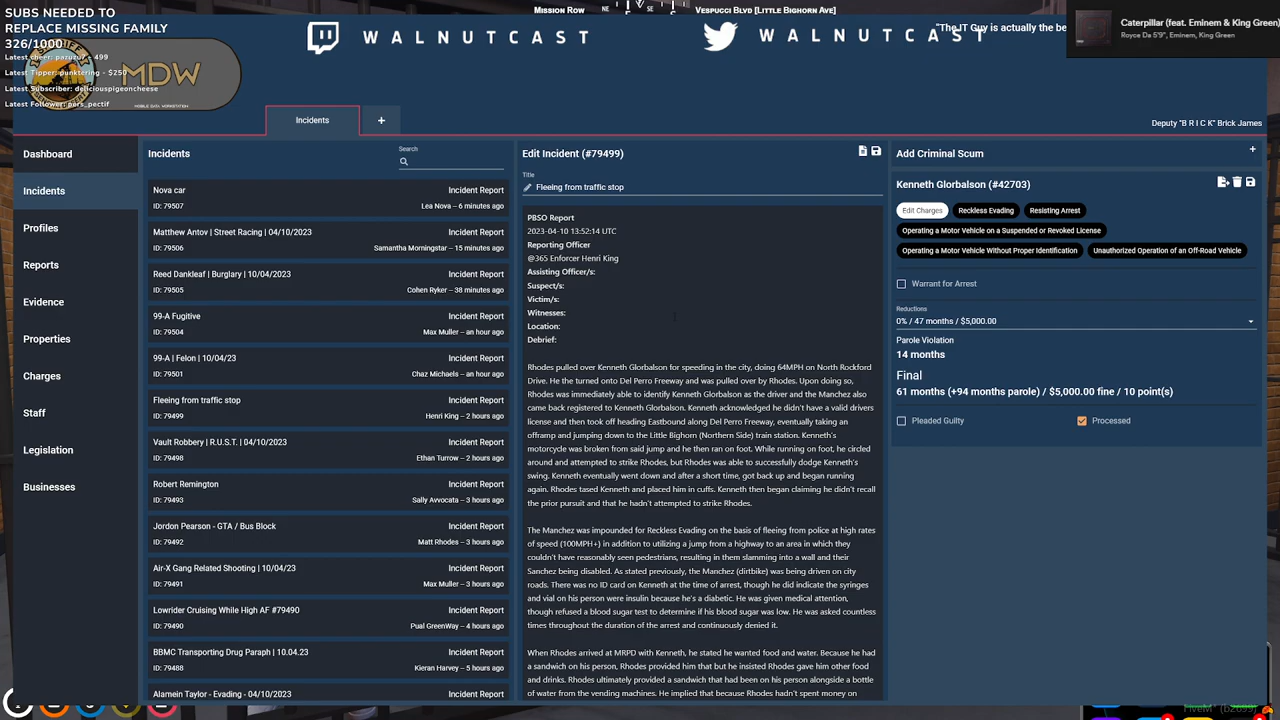 SUBS NEEDED TO
REPLACE MISSING FAMILY
326/1000
Latest cheer: pazuzu7 - 499
Latest Tipper: punktering - $250
Latest Subscriber: deliciouspigeoncheese
Latest Follower: pers_pectif
MDW
MOBILE DATA WORKSTATION
Mission Row
NE
SE
Vespucci Blvd [Little Bighorn Ave]
WALNUTCAST
WALNUTCAST
"The IT Guy is actually the be
Caterpillar (feat. Eminem & King Green)
Royce Da 5'9", Eminem, King Green
Incidents
+
Deputy "B R I C K" Brick James
Dashboard
Incidents
Profiles
Reports
Evidence
Properties
Charges
Staff
Legislation
Businesses
Incidents
Search
Nova car
Incident Report
ID: 79507
Lea Nova – 6 minutes ago
Matthew Antov | Street Racing | 04/10/2023
Incident Report
ID: 79506
Samantha Morningstar – 15 minutes ago
Reed Dankleaf | Burglary | 10/04/2023
Incident Report
ID: 79505
Cohen Ryker – 38 minutes ago
99-A Fugitive
Incident Report
ID: 79504
Max Muller – an hour ago
99-A | Felon | 10/04/23
Incident Report
ID: 79501
Chaz Michaels – an hour ago
Fleeing from traffic stop
Incident Report
ID: 79499
Henri King – 2 hours ago
Vault Robbery | R.U.S.T. | 04/10/2023
Incident Report
ID: 79498
Ethan Turrow – 2 hours ago
Robert Remington
Incident Report
ID: 79493
Sally Avvocata – 3 hours ago
Jordon Pearson - GTA / Bus Block
Incident Report
ID: 79492
Matt Rhodes – 3 hours ago
Air-X Gang Related Shooting | 10/04/23
Incident Report
ID: 79491
Max Muller – 3 hours ago
Lowrider Cruising While High AF #79490
Incident Report
ID: 79490
Pual GreenWay – 4 hours ago
BBMC Transporting Drug Paraph | 10.04.23
Incident Report
ID: 79488
Kieran Harvey – 5 hours ago
Alamein Taylor - Evading - 04/10/2023
Incident Report
Edit Incident (#79499)
Title
Fleeing from traffic stop
PBSO Report
2023-04-10 13:52:14 UTC
Reporting Officer
@365 Enforcer Henri King
Assisting Officer/s:
Suspect/s:
Victim/s:
Witnesses:
Location:
Debrief:
Rhodes pulled over Kenneth Glorbalson for speeding in the city, doing 64MPH on North Rockford
Drive. He the turned onto Del Perro Freeway and was pulled over by Rhodes. Upon doing so,
Rhodes was immediately able to identify Kenneth Glorbalson as the driver and the Manchez also
came back registered to Kenneth Glorbalson. Kenneth acknowledged he didn't have a valid drivers
license and then took off heading Eastbound along Del Perro Freeway, eventually taking an
offramp and jumping down to the Little Bighorn (Northern Side) train station. Kenneth's
motorcycle was broken from said jump and he then ran on foot. While running on foot, he circled
around and attempted to strike Rhodes, but Rhodes was able to successfully dodge Kenneth's
swing. Kenneth eventually went down and after a short time, got back up and began running
again. Rhodes tased Kenneth and placed him in cuffs. Kenneth then began claiming he didn't recall
the prior pursuit and that he hadn't attempted to strike Rhodes.
The Manchez was impounded for Reckless Evading on the basis of fleeing from police at high rates
of speed (100MPH+) in addition to utilizing a jump from a highway to an area in which they
couldn't have reasonably seen pedestrians, resulting in them slamming into a wall and their
Sanchez being disabled. As stated previously, the Manchez (dirtbike) was being driven on city
roads. There was no ID card on Kenneth at the time of arrest, though he did indicate the syringes
and vial on his person were insulin because he's a diabetic. He was given medical attention,
though refused a blood sugar test to determine if his blood sugar was low. He was asked countless
times throughout the duration of the arrest and continuously denied it.
When Rhodes arrived at MRPD with Kenneth, he stated he wanted food and water. Because he had
a sandwich on his person, Rhodes provided him that but he insisted Rhodes gave him other food
and drinks. Rhodes ultimately provided a sandwich that had been on his person alongside a bottle
of water from the vending machines. He implied that because Rhodes hadn't spent money on
Add Criminal Scum
+
Kenneth Glorbalson (#42703)
Edit Charges
Reckless Evading
Resisting Arrest
Operating a Motor Vehicle on a Suspended or Revoked License
Operating a Motor Vehicle Without Proper Identification
Unauthorized Operation of an Off-Road Vehicle
Warrant for Arrest
Reductions
0% / 47 months / $5,000.00
Parole Violation
14 months
Final
61 months (+94 months parole) / $5,000.00 fine / 10 point(s)
Pleaded Guilty
Processed